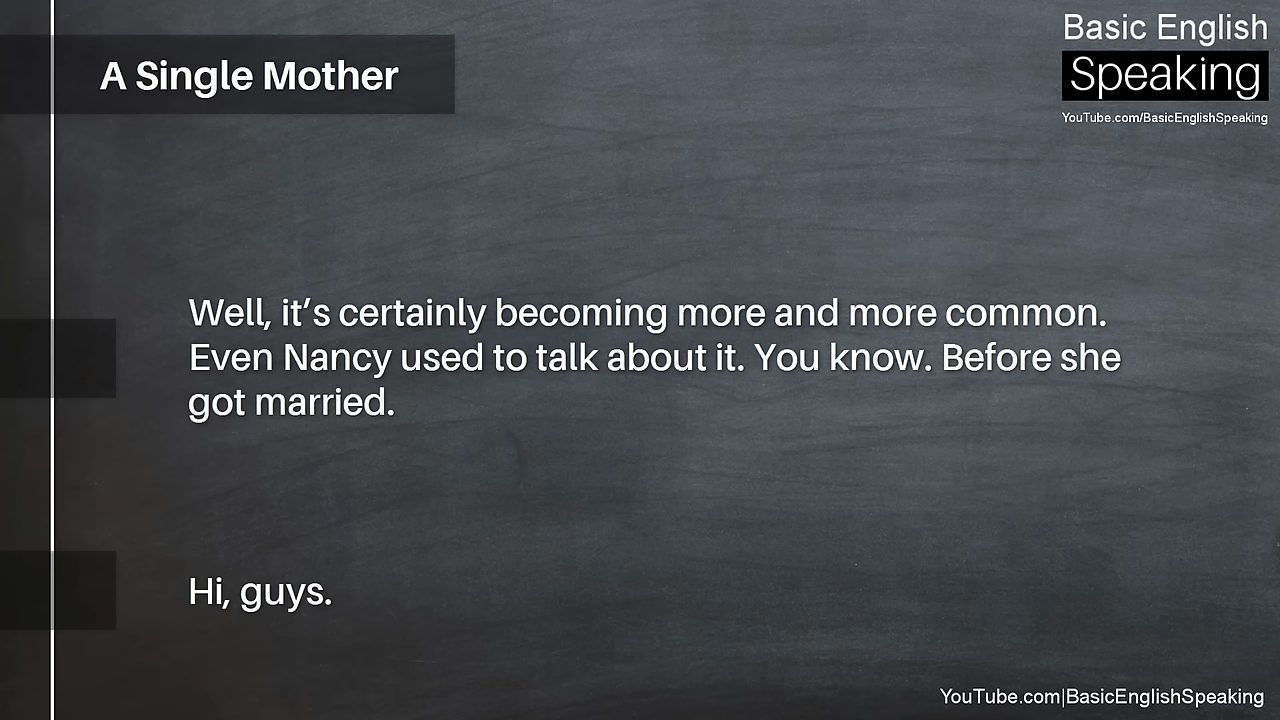 A Single Mother
Basic English
Speaking
YouTube.com/BasicEnglishSpeaking
Well, it’s certainly becoming more and more common.
Even Nancy used to talk about it. You know. Before she
got married.
Hi, guys.
YouTube.com|BasicEnglishSpeaking